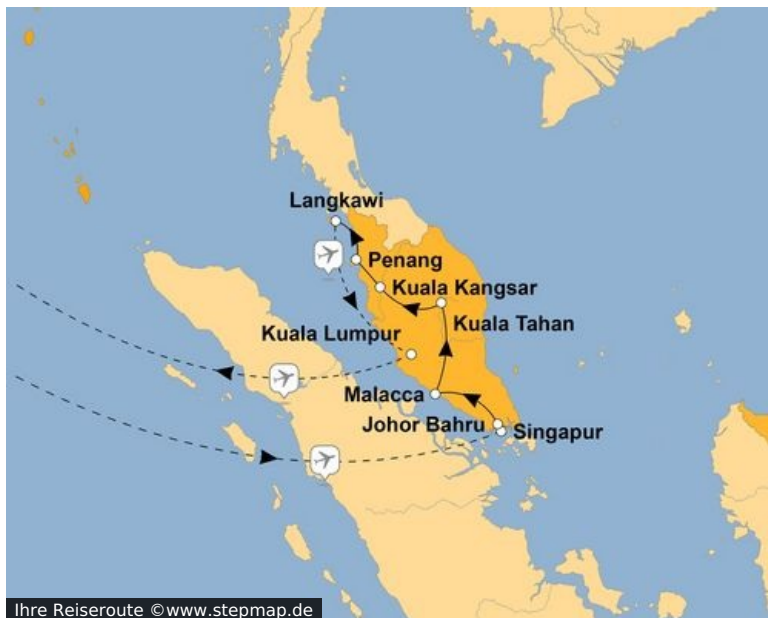 Langkawi
Penang
Kuala Kangsar
Kuala Tahan
Kuala Lumpur
Malacca
Johor Bahru
Singapur
Ihre Reiseroute ©www.stepmap.de